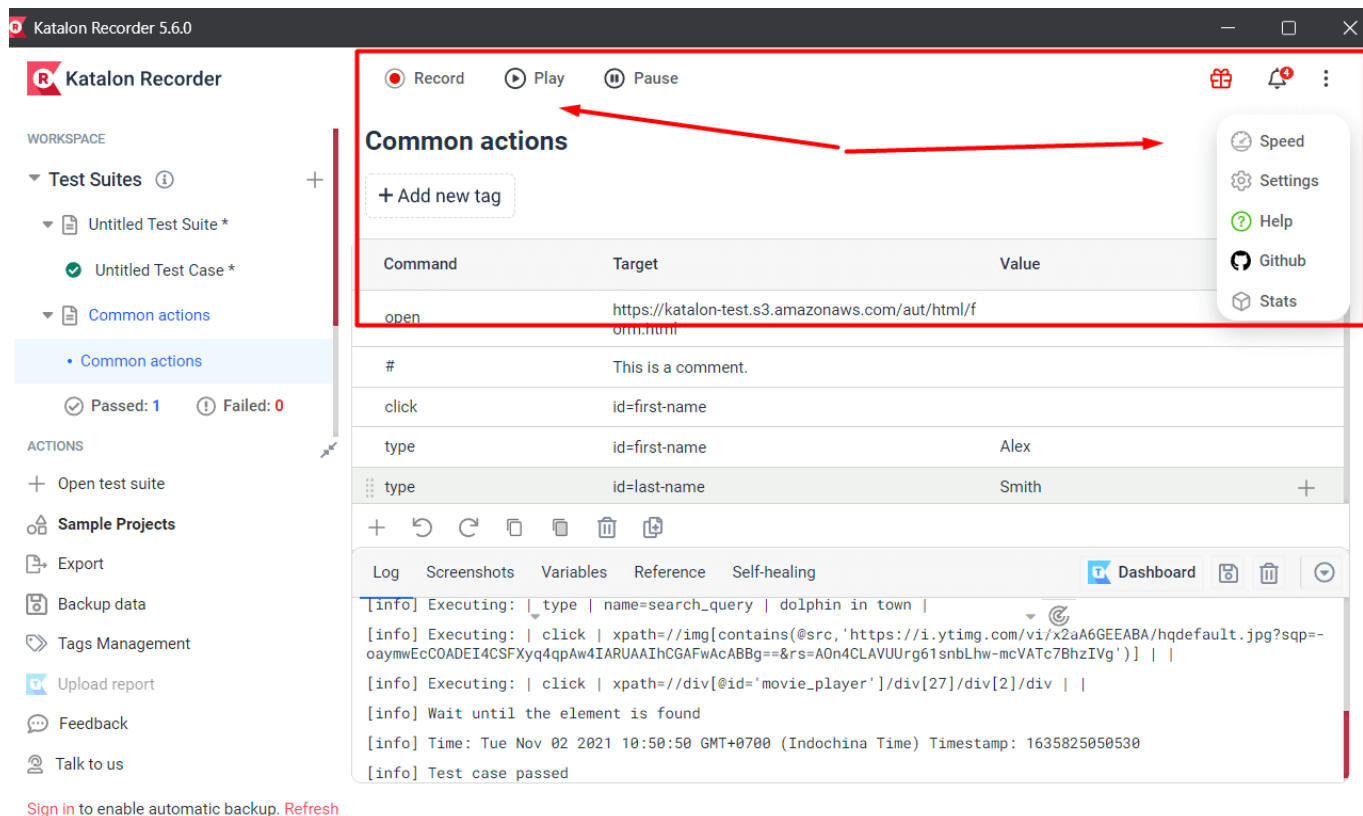 Katalon Recorder 5.6.0
Katalon Recorder
Record Play Pause
4
WORKSPACE
Test Suites
Untitled Test Suite *
Untitled Test Case *
Common actions
Common actions
Passed: 1 Failed: 0
ACTIONS
Open test suite
Sample Projects
Export
Backup data
Tags Management
Upload report
Feedback
Talk to us
Sign in to enable automatic backup. Refresh
Common actions
+ Add new tag
Speed
Settings
Help
Github
Stats
Command Target Value
open https://katalon-test.s3.amazonaws.com/aut/html/f
orm.html
# This is a comment.
click id=first-name
type id=first-name Alex
type id=last-name Smith
Log Screenshots Variables Reference Self-healing Dashboard
[info] Executing: | type | name=search_query | dolphin in town |
[info] Executing: | click | xpath=//img[contains(@src,'https://i.ytimg.com/vi/x2aA6GEEABA/hqdefault.jpg?sqp=-
oaymwEcCOADEI4CSFXyq4qpAw4IARUAAIhCGAFwAcABBg==&rs=AOn4CLAVUUrg61snbLhw-mcVATc7BhzIVg')] | |
[info] Executing: | click | xpath=//div[@id='movie_player']/div[27]/div[2]/div | |
[info] Wait until the element is found
[info] Time: Tue Nov 02 2021 10:50:50 GMT+0700 (Indochina Time) Timestamp: 1635825050530
[info] Test case passed